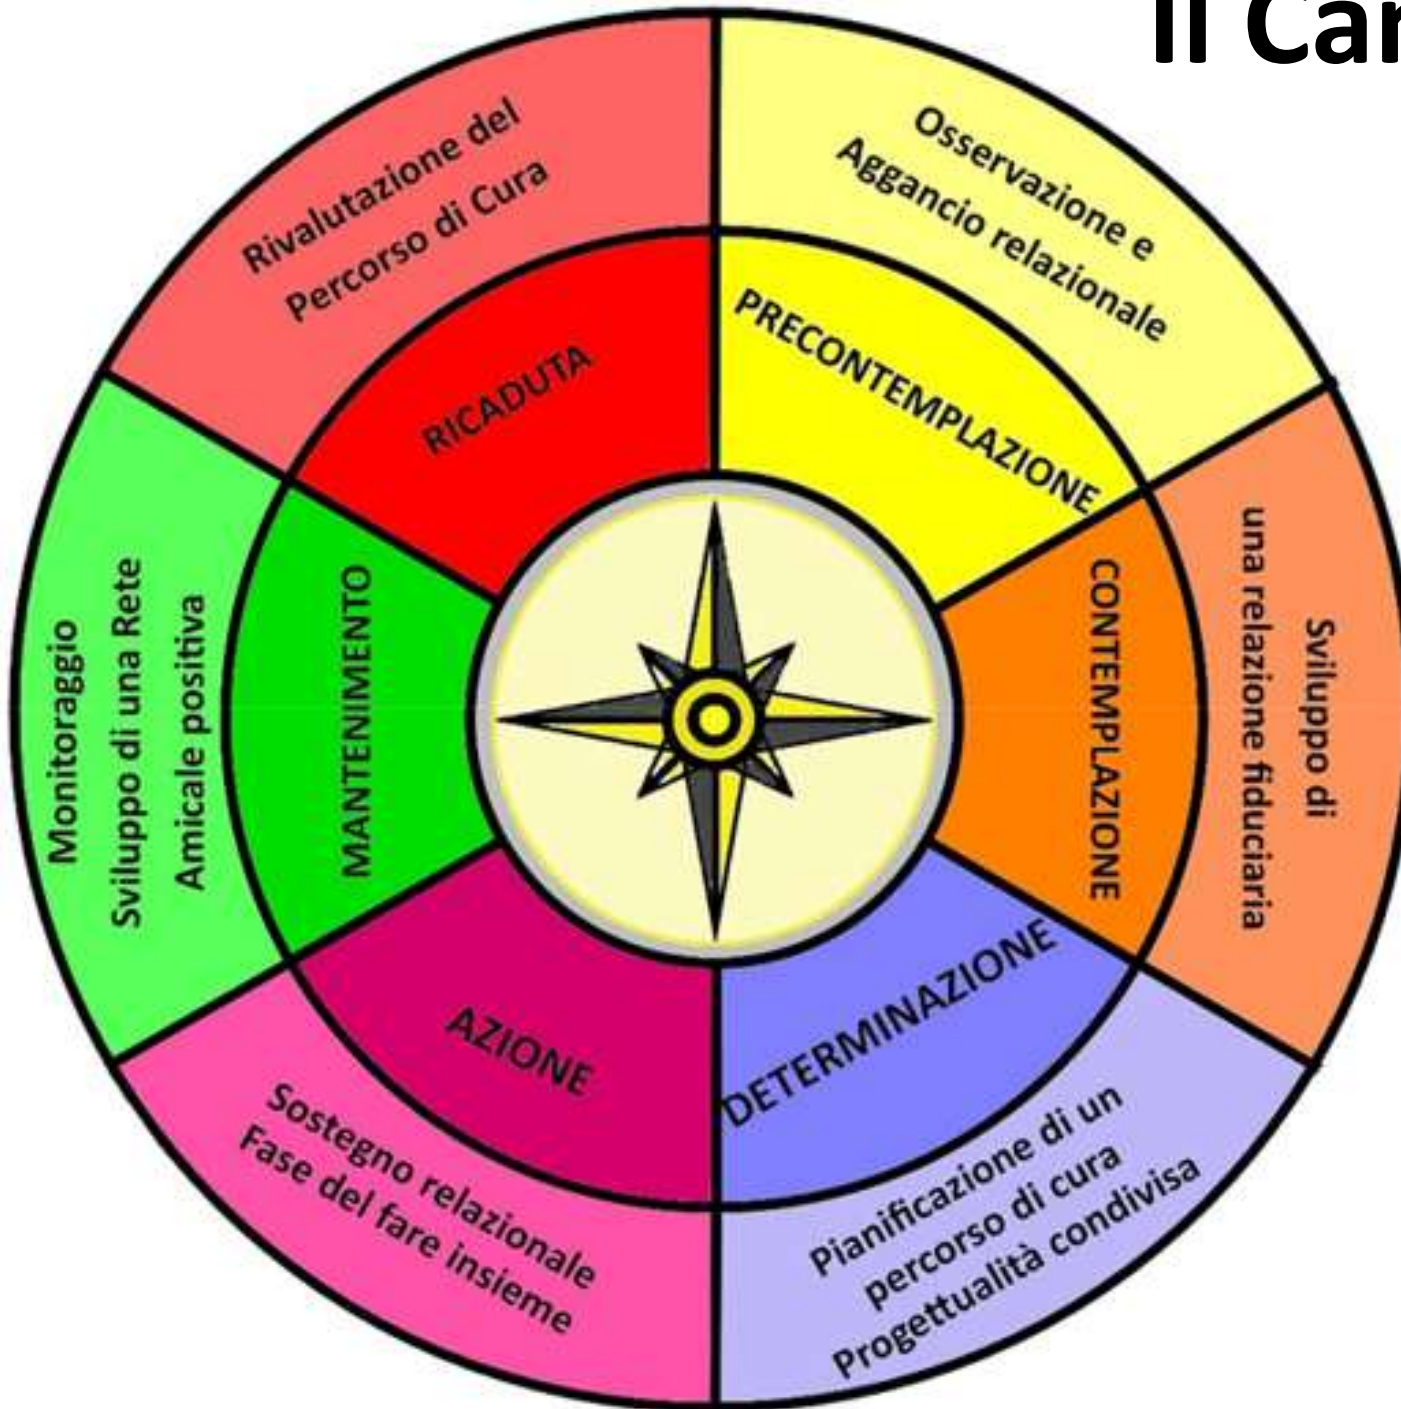 Il Car
Osservazione e
Aggancio relazionale
PRECONTEMPLAZIONE
Sviluppo di
una relazione fiduciaria
CONTEMPLAZIONE
DETERMINAZIONE
Pianificazione di un
percorso di cura
Progettualità condivisa
AZIONE
Sostegno relazionale
Fase del fare insieme
MANTENIMENTO
Monitoraggio
Sviluppo di una Rete
Amicale positiva
RICADUTA
Rivalutazione del
Percorso di Cura